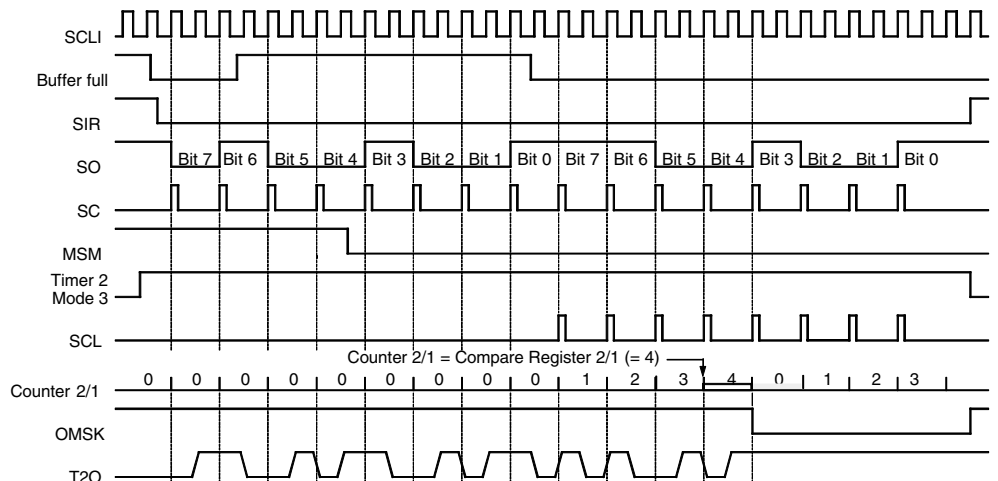 SCLI
Buffer full
SIR
SO Bit 7 Bit 6 Bit 5 Bit 4 Bit 3 Bit 2 Bit 1 Bit 0 Bit 7 Bit 6 Bit 5 Bit 4 Bit 3 Bit 2 Bit 1 Bit 0
SC
MSM
Timer 2
Mode 3
SCL
Counter 2/1 = Compare Register 2/1 (= 4)
Counter 2/1 0 0 0 0 0 0 0 0 0 1 2 3 4 0 1 2 3
OMSK
T2O